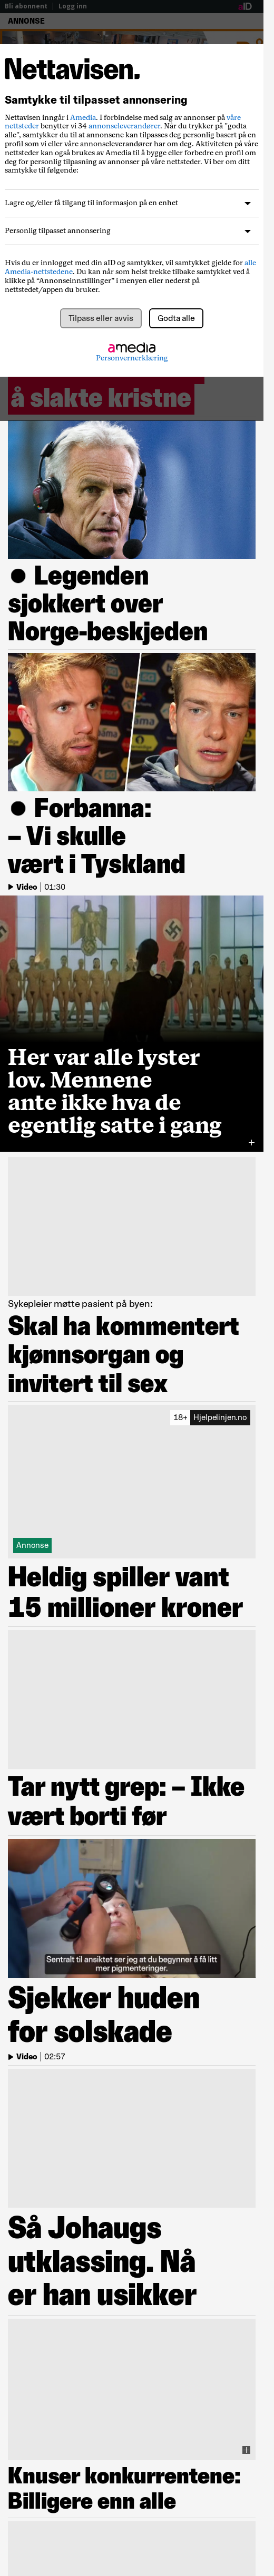 Bli abonnent | Logg inn
aID
ANNONSE
Nettavisen.
Samtykke til tilpasset annonsering
Nettavisen inngår i Amedia. I forbindelse med salg av annonser på våre
nettsteder benytter vi 34 annonseleverandører. Når du trykker på "godta
alle", samtykker du til at annonsene kan tilpasses deg personlig basert på en
profil som vi eller våre annonseleverandører har om deg. Aktiviteten på våre
nettsteder kan også brukes av Amedia til å bygge eller forbedre en profil om
deg for personlig tilpasning av annonser på våre nettsteder. Vi ber om ditt
samtykke til følgende:
Lagre og/eller få tilgang til informasjon på en enhet
Personlig tilpasset annonsering
Hvis du er innlogget med din aID og samtykker, vil samtykket gjelde for alle
Amedia-nettstedene. Du kan når som helst trekke tilbake samtykket ved å
klikke på “Annonseinnstillinger” i menyen eller nederst på
nettstedet/appen du bruker.
Tilpass eller avvis
Godta alle
amedia
Personvernerklæring
å slakte kristne
● Legenden
sjokkert over
Norge-beskjeden
● Forbanna:
– Vi skulle
vært i Tyskland
Video | 01:30
Her var alle lyster
lov. Mennene
ante ikke hva de
egentlig satte i gang
Sykepleier møtte pasient på byen:
Skal ha kommentert
kjønnsorgan og
invitert til sex
18+ Hjelpelinjen.no
Annonse
Heldig spiller vant
15 millioner kroner
Tar nytt grep: – Ikke
vært borti før
Sentralt til ansiktet ser jeg at du begynner å få litt
mer pigmenteringer.
Sjekker huden
for solskade
Video | 02:57
Så Johaugs
utklassing. Nå
er han usikker
Knuser konkurrentene:
Billigere enn alle